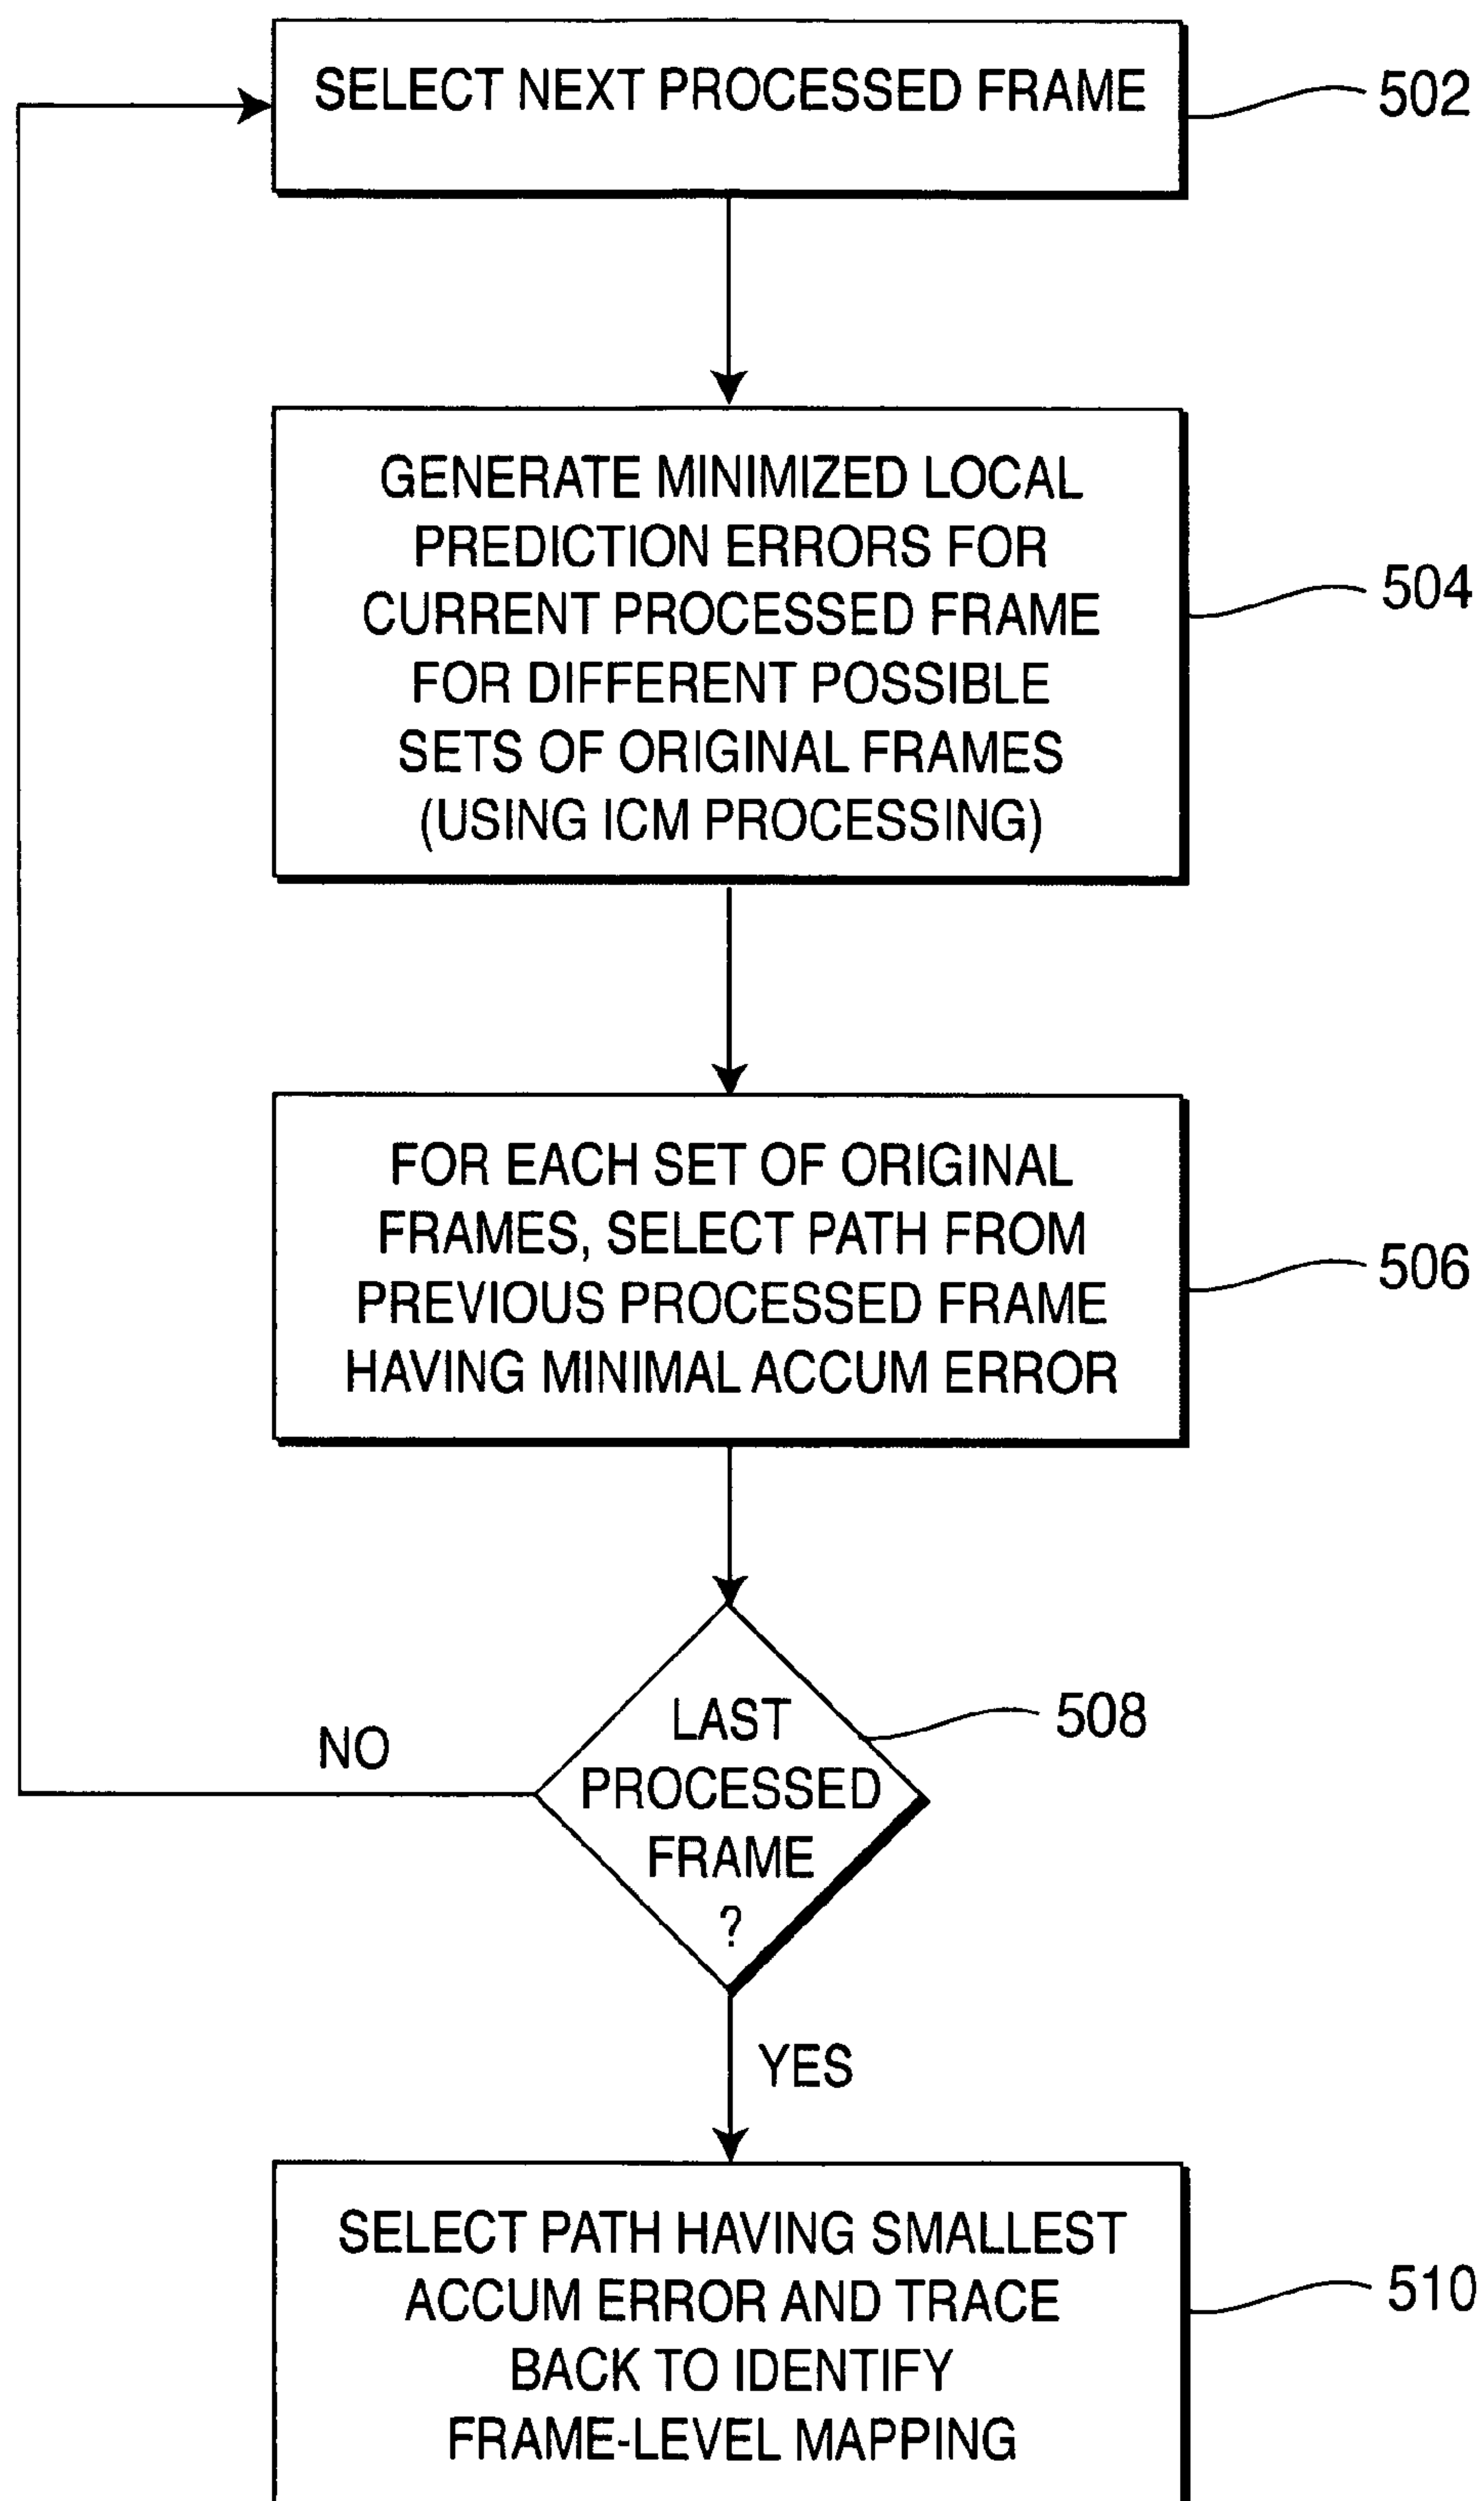 SELECT NEXT PROCESSED FRAME
502
GENERATE MINIMIZED LOCAL
PREDICTION ERRORS FOR
CURRENT PROCESSED FRAME
FOR DIFFERENT POSSIBLE
SETS OF ORIGINAL FRAMES
(USING ICM PROCESSING)
504
FOR EACH SET OF ORIGINAL
FRAMES, SELECT PATH FROM
PREVIOUS PROCESSED FRAME
HAVING MINIMAL ACCUM ERROR
506
LAST
PROCESSED
FRAME
?
508
NO
YES
SELECT PATH HAVING SMALLEST
ACCUM ERROR AND TRACE
BACK TO IDENTIFY
FRAME-LEVEL MAPPING
510